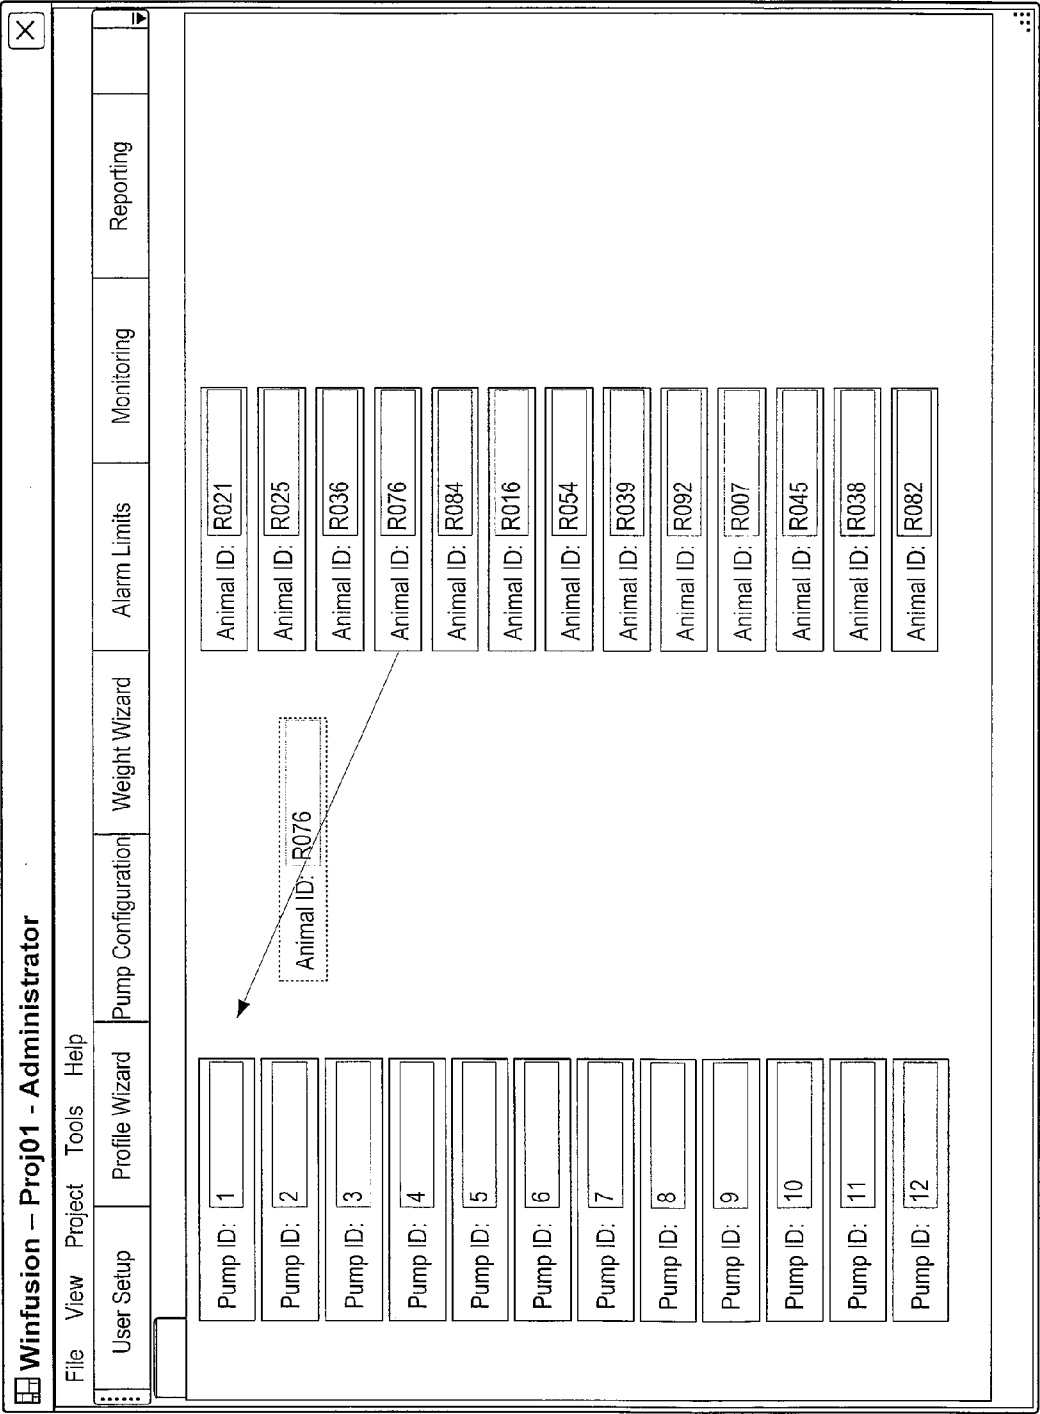 Winfusion – Proj01 - Administrator
File View Project Tools Help
User Setup Profile Wizard Pump Configuration Weight Wizard Alarm Limits Monitoring Reporting
Pump ID: 1
Pump ID: 2
Pump ID: 3
Pump ID: 4
Pump ID: 5
Pump ID: 6
Pump ID: 7
Pump ID: 8
Pump ID: 9
Pump ID: 10
Pump ID: 11
Pump ID: 12
Animal ID: R076
Animal ID: R021
Animal ID: R025
Animal ID: R036
Animal ID: R076
Animal ID: R084
Animal ID: R016
Animal ID: R054
Animal ID: R039
Animal ID: R092
Animal ID: R007
Animal ID: R045
Animal ID: R038
Animal ID: R082